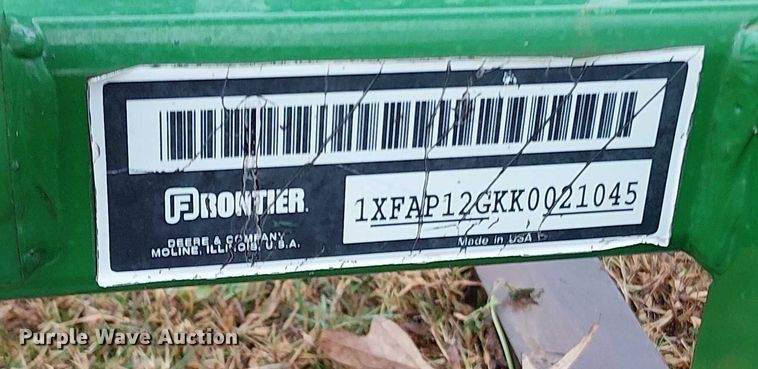 FRONTIER
DEERE & COMPANY
MOLINE, ILLINOIS, U.S.A.
1XFAP12GKK0021045
Made in USA
Purple Wave Auction